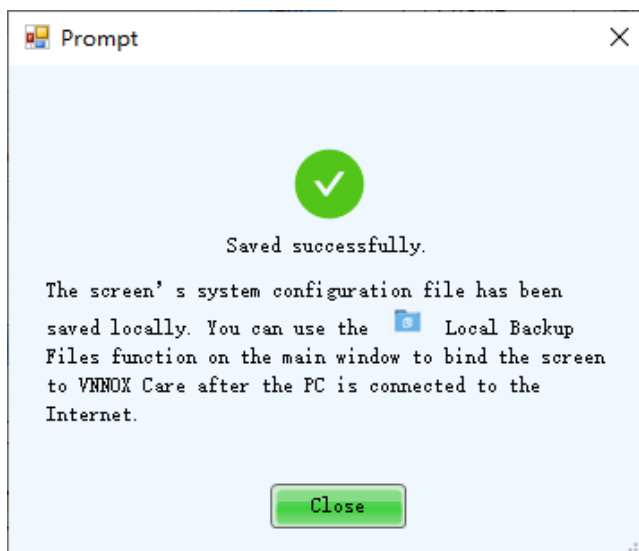 Prompt
Saved successfully.
The screen's system configuration file has been
saved locally. You can use the Local Backup
Files function on the main window to bind the screen
to VNNOX Care after the PC is connected to the
Internet.
Close